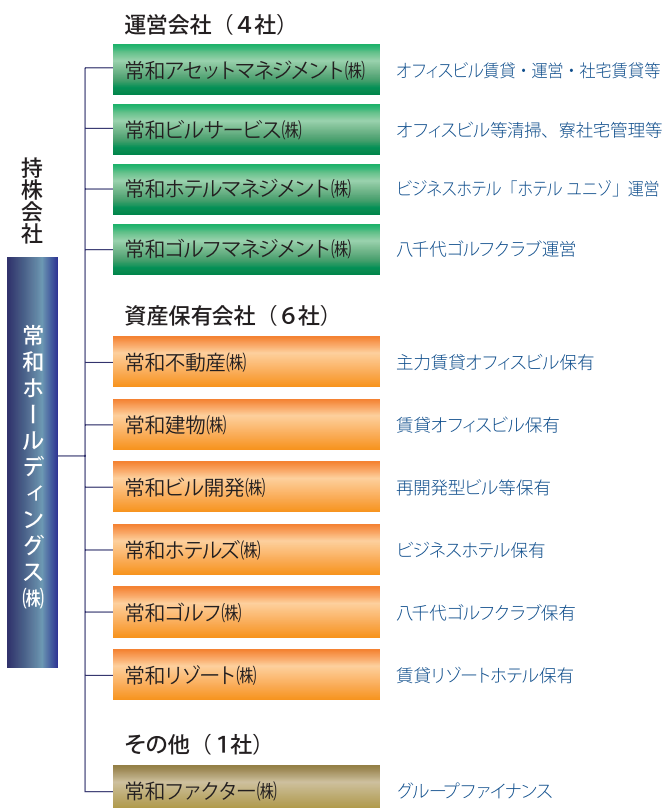 持株会社
常和ホールディングス㈱
運営会社（４社）
常和アセットマネジメント㈱
オフィスビル賃貸・運営・社宅賃貸等
常和ビルサービス㈱
オフィスビル等清掃、寮社宅管理等
常和ホテルマネジメント㈱
ビジネスホテル「ホテル ユニゾ」運営
常和ゴルフマネジメント㈱
八千代ゴルフクラブ運営
資産保有会社（６社）
常和不動産㈱
主力賃貸オフィスビル保有
常和建物㈱
賃貸オフィスビル保有
常和ビル開発㈱
再開発型ビル等保有
常和ホテルズ㈱
ビジネスホテル保有
常和ゴルフ㈱
八千代ゴルフクラブ保有
常和リゾート㈱
賃貸リゾートホテル保有
その他（１社）
常和ファクター㈱
グループファイナンス